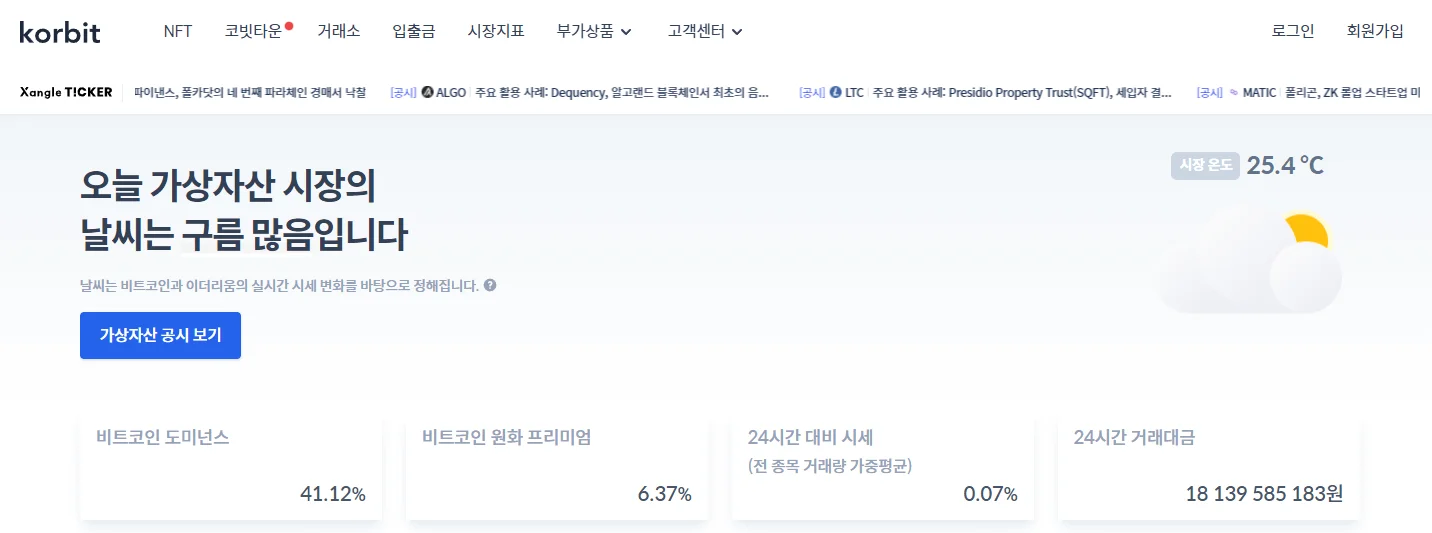 korbit NFT 코빗타운 거래소 입출금 시장지표 부가상품 고객센터 로그인 회원가입
Xangle T!CKER 파이낸스, 폴카닷의 네 번째 파라체인 경매서 낙찰 [공시] ALGO 주요 활용 사례: Dequency, 알고랜드 블록체인서 최초의 음... [공시] LTC 주요 활용 사례: Presidio Property Trust(SQFT), 세입자 결... [공시] MATIC 폴리곤, ZK 롤업 스타트업 미
시장 온도 25.4 °C
오늘 가상자산 시장의
날씨는 구름 많음입니다
날씨는 비트코인과 이더리움의 실시간 시세 변화를 바탕으로 정해집니다. ?
가상자산 공시 보기
비트코인 도미넌스 비트코인 원화 프리미엄 24시간 대비 시세 24시간 거래대금
(전 종목 거래량 가중평균)
41.12% 6.37% 0.07% 18 139 585 183원